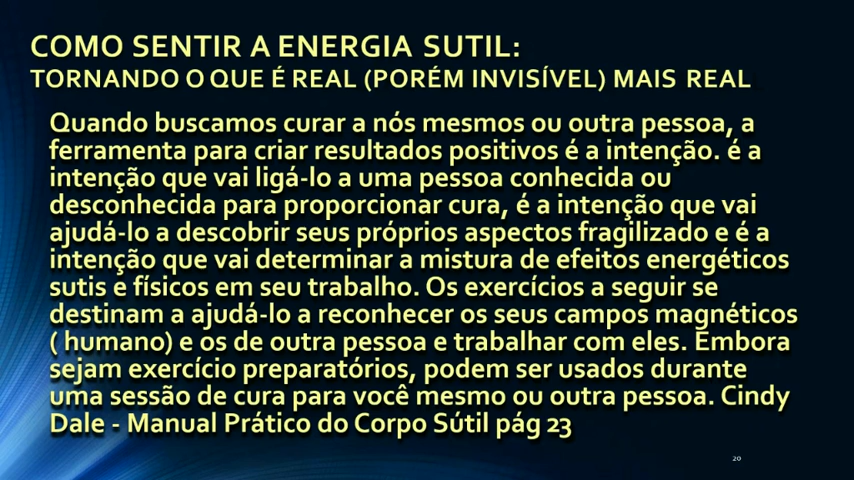 COMO SENTIR A ENERGIA SUTIL:
TORNANDO O QUE É REAL (PORÉM INVISÍVEL) MAIS REAL
Quando buscamos curar a nós mesmos ou outra pessoa, a
ferramenta para criar resultados positivos é a intenção. é a
intenção que vai ligá-lo a uma pessoa conhecida ou
desconhecida para proporcionar cura, é a intenção que vai
ajudá-lo a descobrir seus próprios aspectos fragilizado e é a
intenção que vai determinar a mistura de efeitos energéticos
sutis e físicos em seu trabalho. Os exercícios a seguir se
destinam a ajudá-lo a reconhecer os seus campos magnéticos
( humano) e os de outra pessoa e trabalhar com eles. Embora
sejam exercício preparatórios, podem ser usados durante
uma sessão de cura para você mesmo ou outra pessoa. Cindy
Dale - Manual Prático do Corpo Sútil pág 23
20